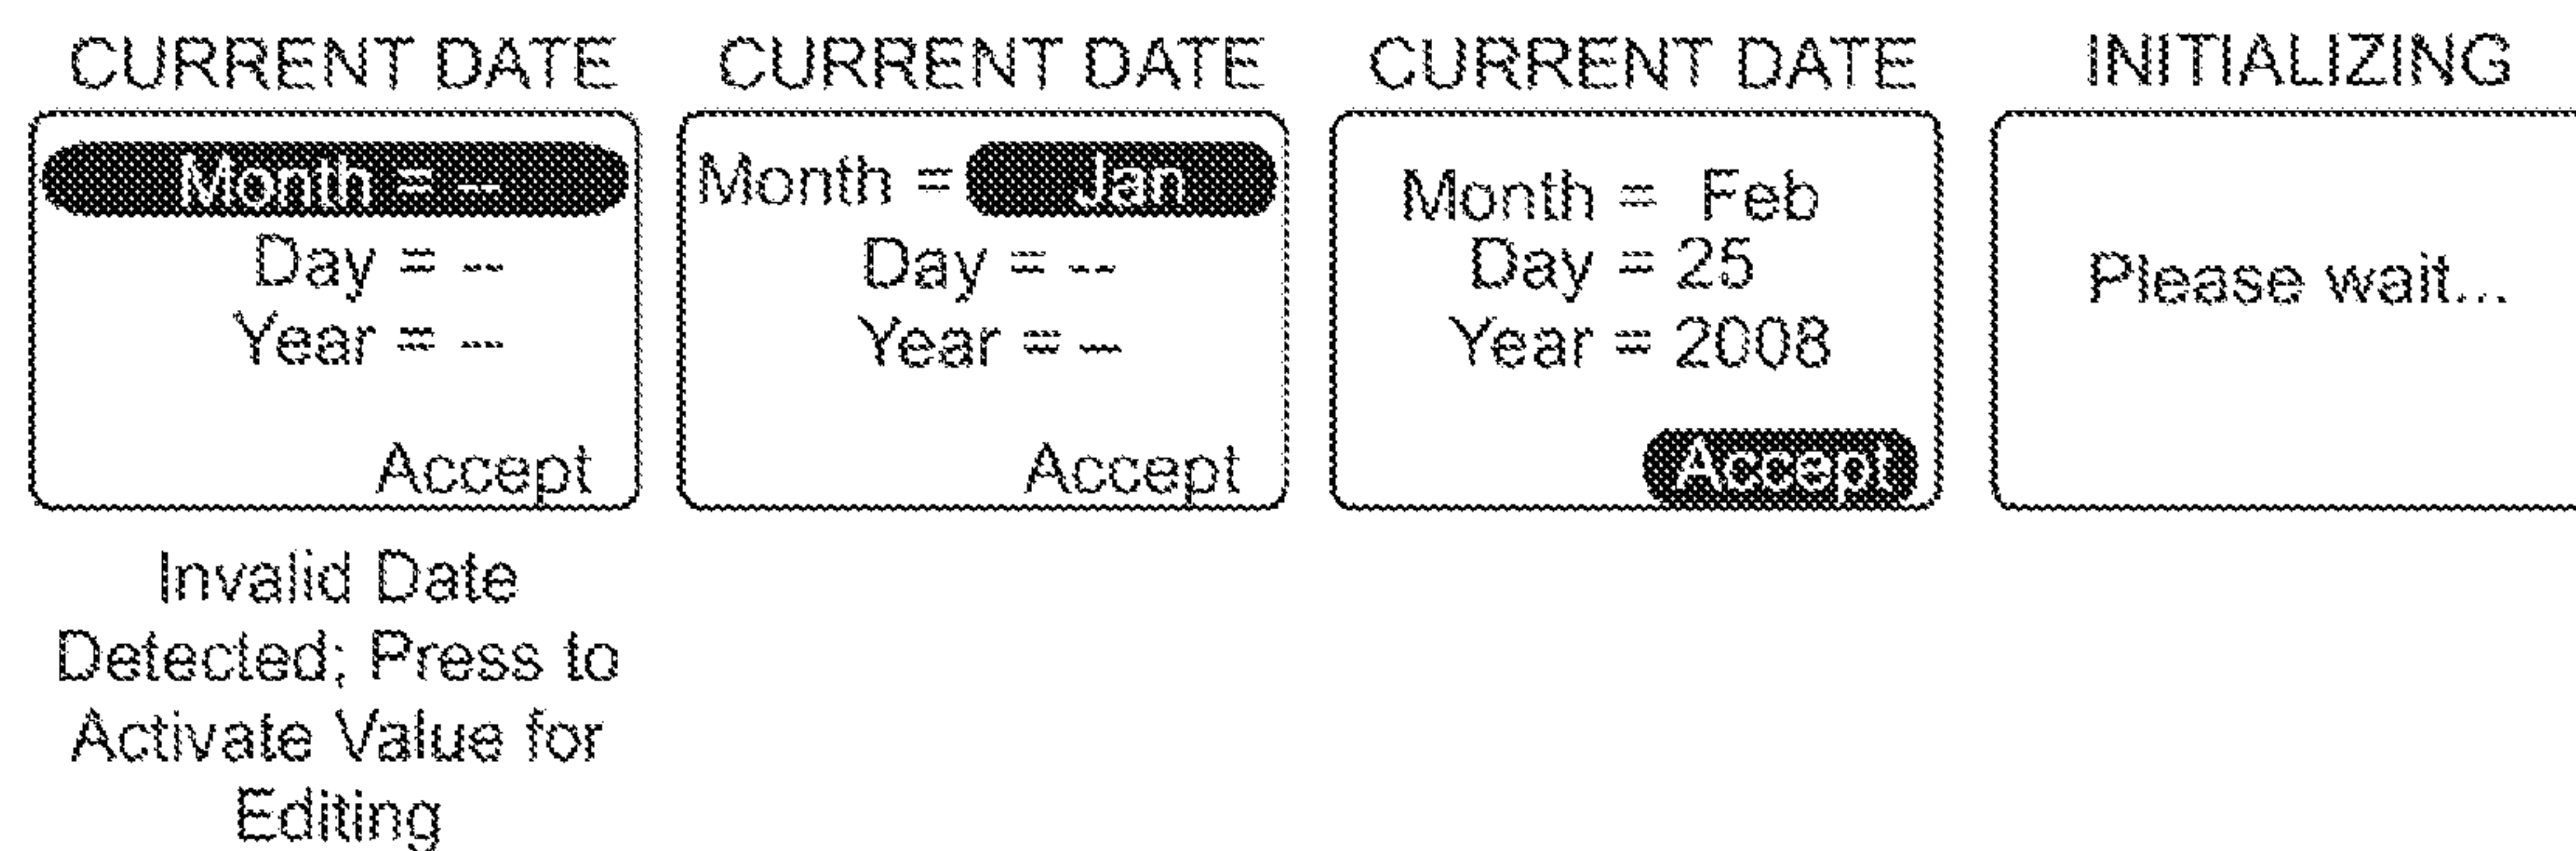 CURRENT DATE
Month = --
Day = --
Year = --
Accept
Invalid Date
Detected; Press to
Activate Value for
Editing
CURRENT DATE
Month = Jan
Day = --
Year = --
Accept
CURRENT DATE
Month = Feb
Day = 25
Year = 2008
Accept
INITIALIZING
Please wait...